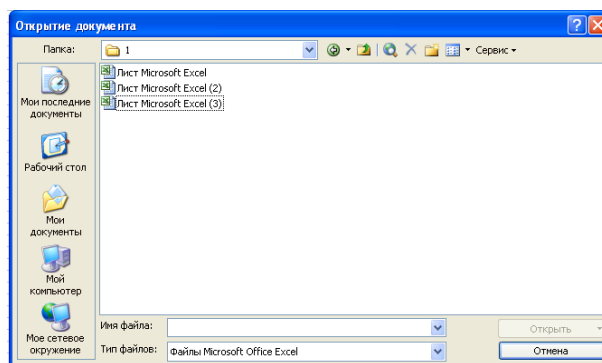 Открытие документа
Папка:
1
Сервис
Лист Microsoft Excel
Лист Microsoft Excel (2)
Лист Microsoft Excel (3)
Мои последние
документы
Рабочий стол
Мои
документы
Мой
компьютер
Мое сетевое
окружение
Имя файла:
Открыть
Тип файлов:
Файлы Microsoft Office Excel
Отмена